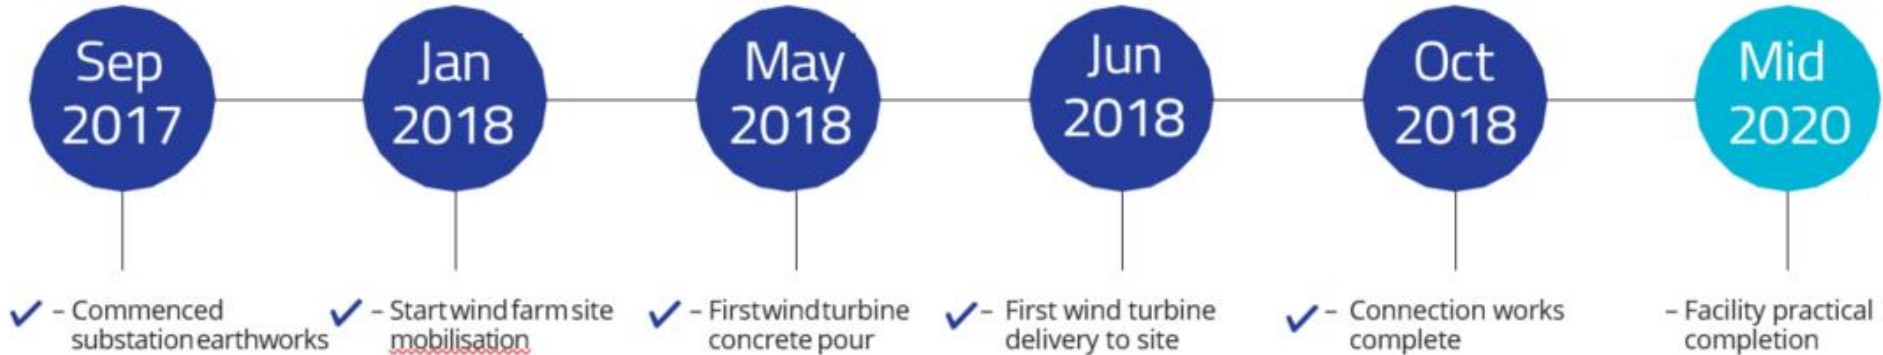 Sep
2017
Jan
2018
May
2018
Jun
2018
Oct
2018
Mid
2020
– Commenced
substation earthworks
– Start wind farm site
mobilisation
– First wind turbine
concrete pour
– First wind turbine
delivery to site
– Connection works
complete
– Facility practical
completion